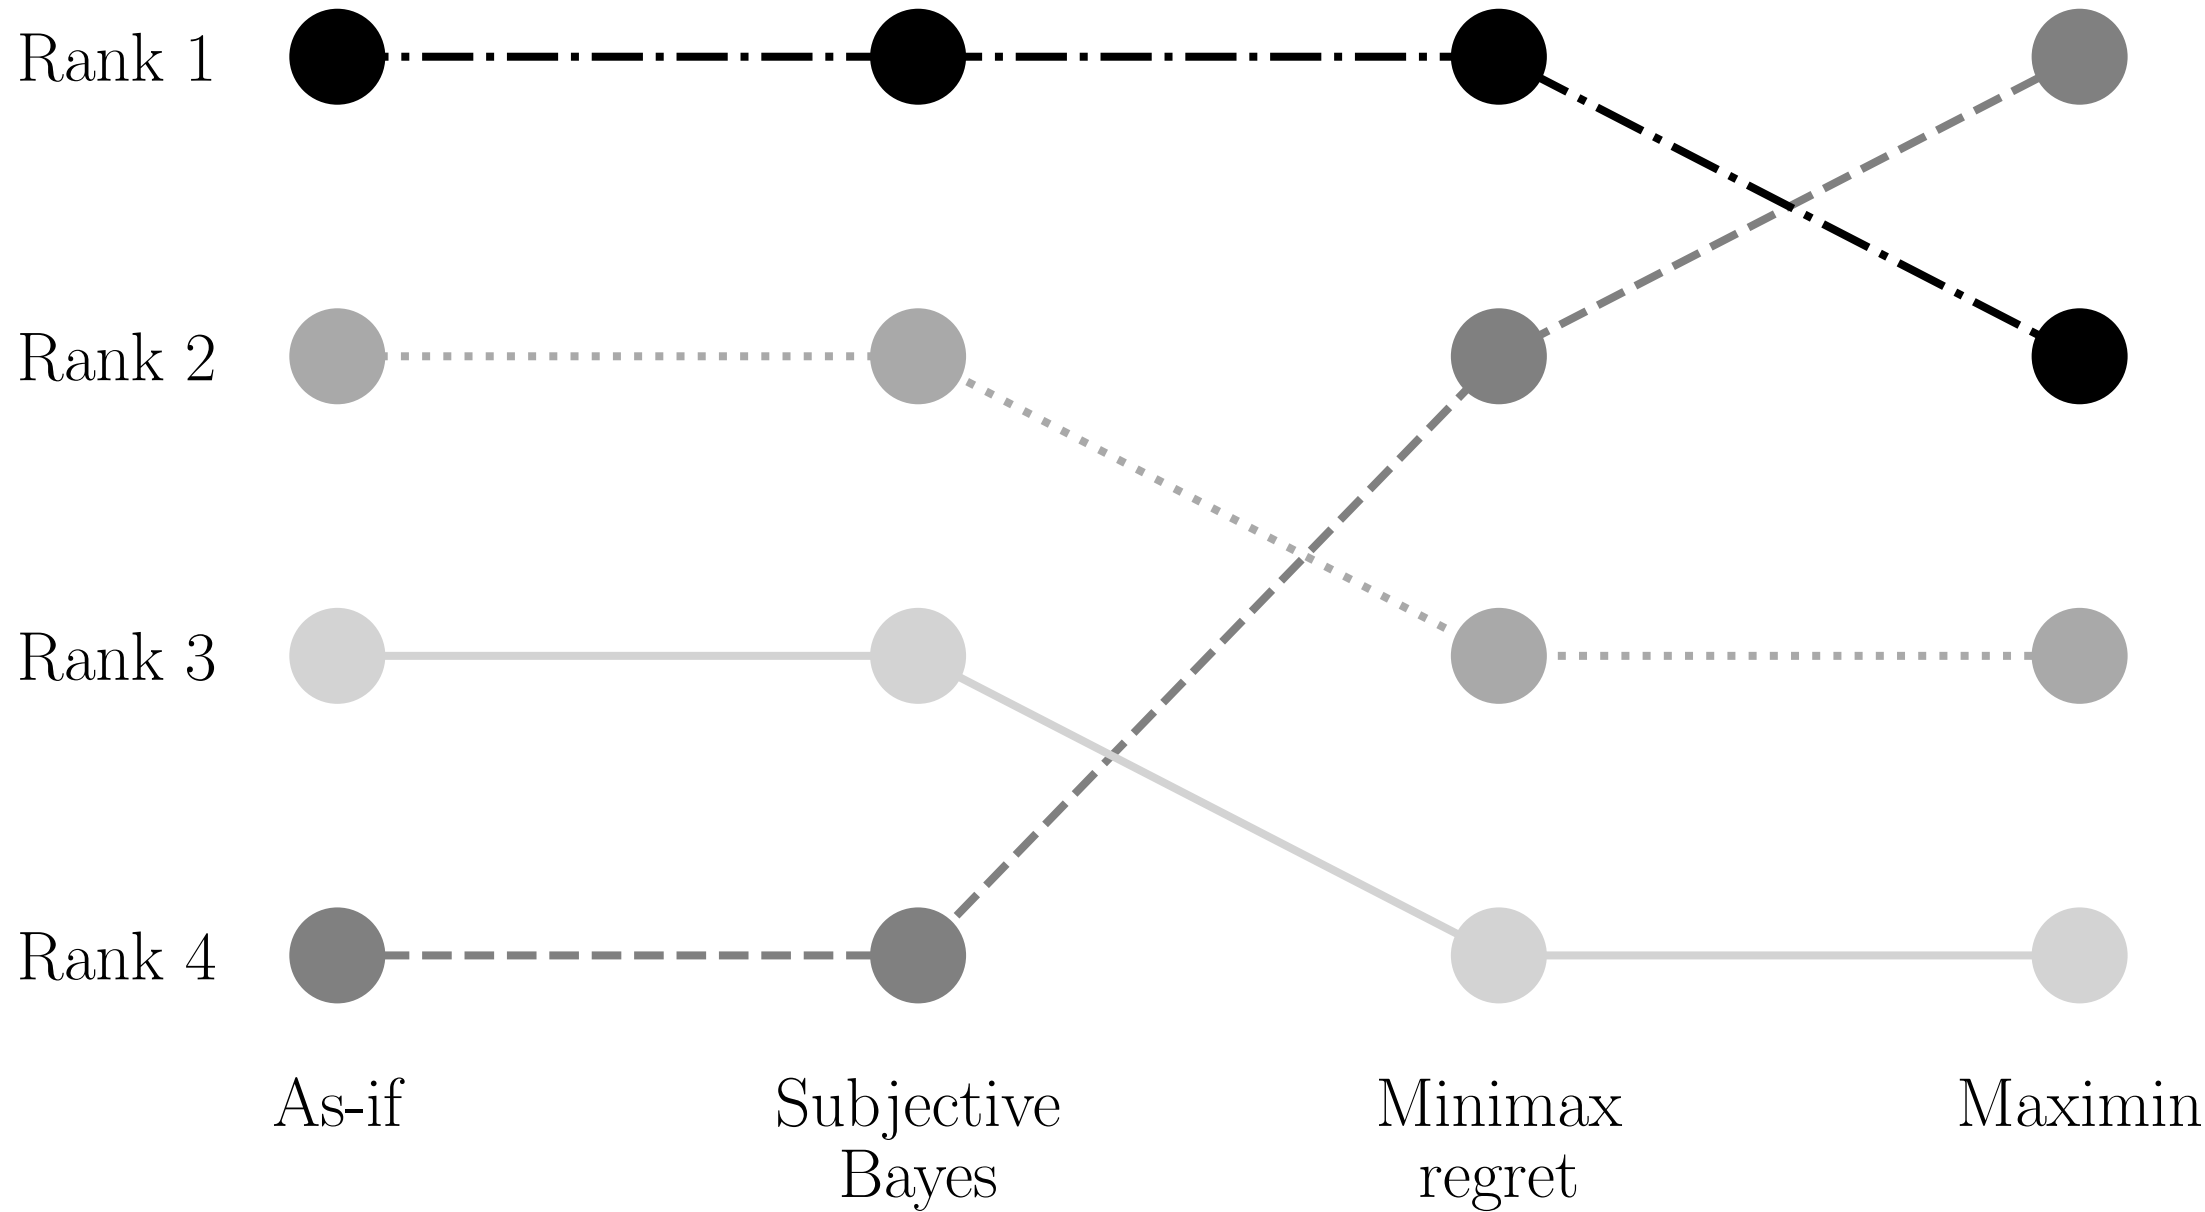 Rank 1
Rank 2
Rank 3
Rank 4
As-if
Subjective
Bayes
Minimax
regret
Maximin